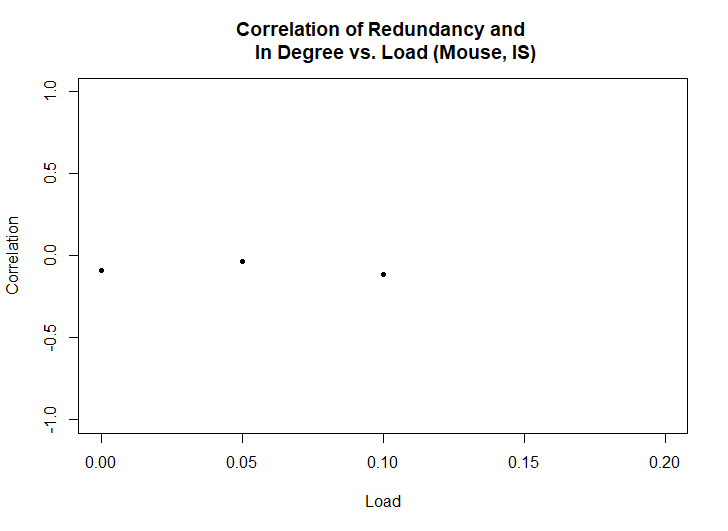 Correlation of Redundancy and
In Degree vs. Load (Mouse, IS)
Correlation
1.0
0.5
0.0
-0.5
-1.0
0.00 0.05 0.10 0.15 0.20
Load